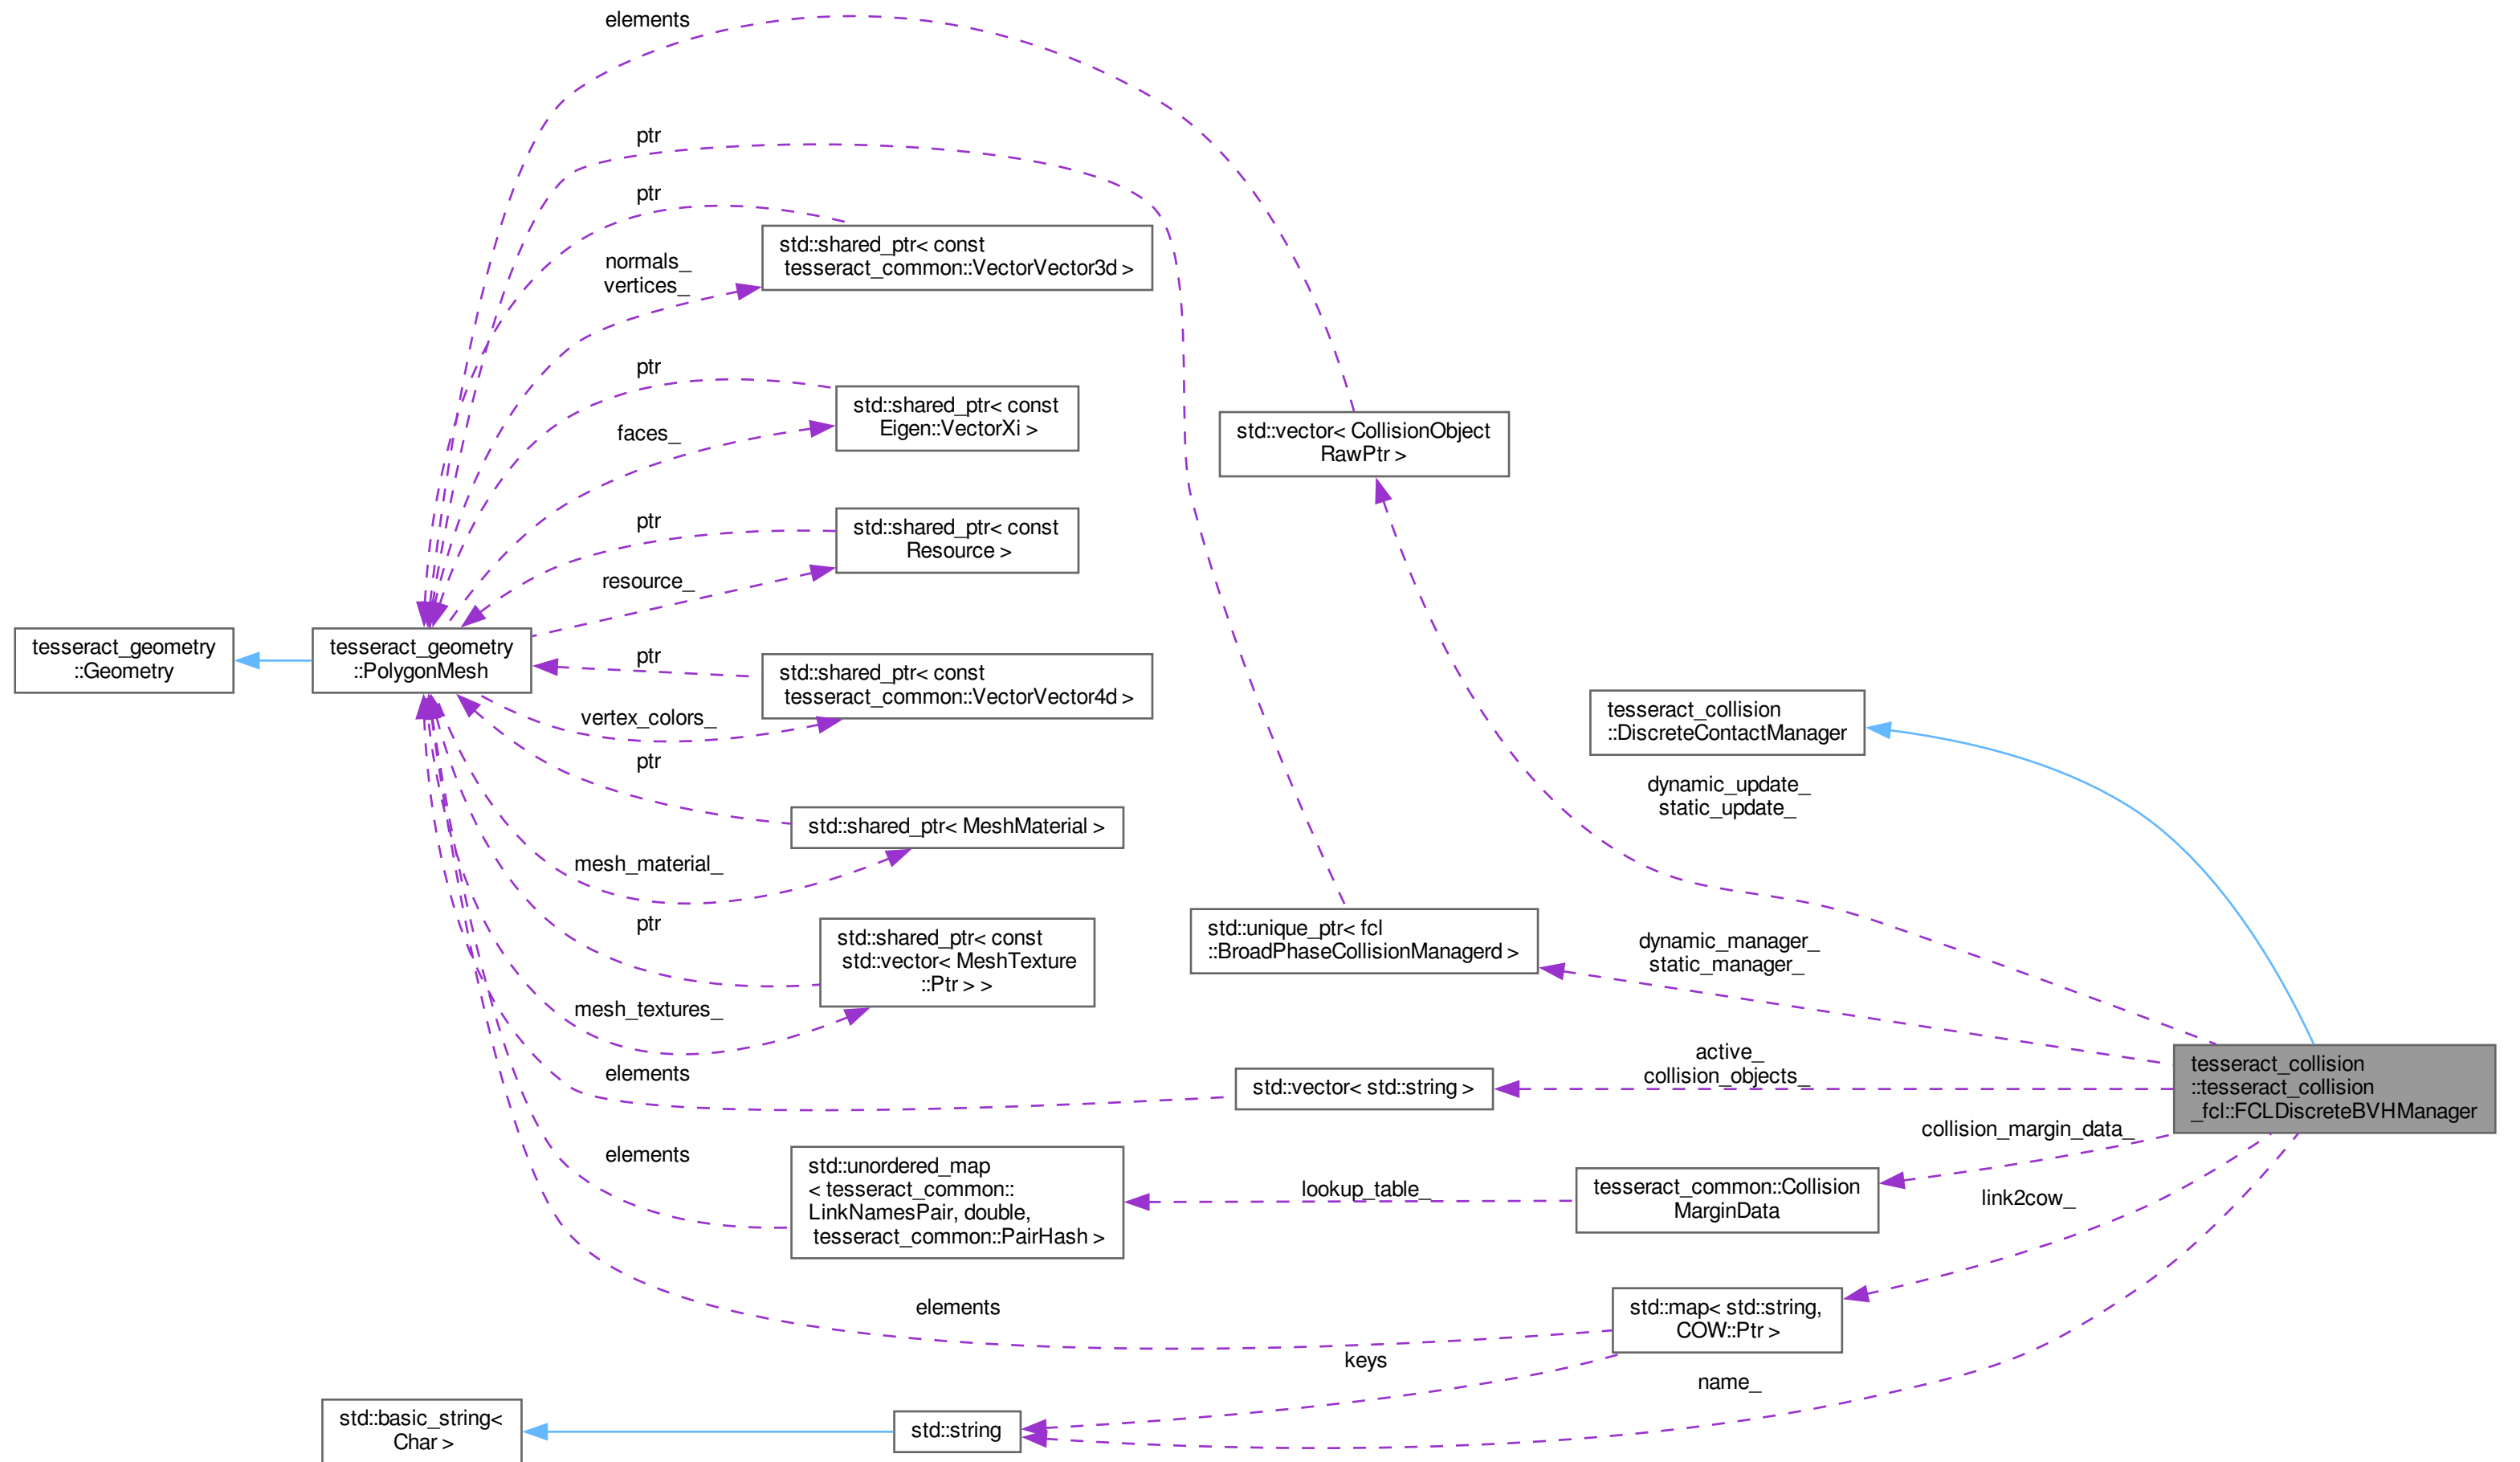 elements
ptr
ptr
std::shared_ptr< const
tesseract_common::VectorVector3d >
normals_
vertices_
ptr
std::shared_ptr< const
Eigen::VectorXi >
faces_
std::vector< CollisionObject
RawPtr >
ptr
std::shared_ptr< const
Resource >
resource_
tesseract_geometry
::Geometry
tesseract_geometry
::PolygonMesh
ptr
std::shared_ptr< const
tesseract_common::VectorVector4d >
vertex_colors_
tesseract_collision
::DiscreteContactManager
ptr
dynamic_update_
static_update_
std::shared_ptr< MeshMaterial >
mesh_material_
ptr
std::shared_ptr< const
std::vector< MeshTexture
::Ptr > >
std::unique_ptr< fcl
::BroadPhaseCollisionManagerd >
dynamic_manager_
static_manager_
mesh_textures_
elements
std::vector< std::string >
active_
collision_objects_
tesseract_collision
::tesseract_collision
_fcl::FCLDiscreteBVHManager
collision_margin_data_
elements
std::unordered_map
< tesseract_common::
LinkNamesPair, double,
tesseract_common::PairHash >
lookup_table_
tesseract_common::Collision
MarginData
link2cow_
elements
std::map< std::string,
COW::Ptr >
keys
name_
std::basic_string<
Char >
std::string